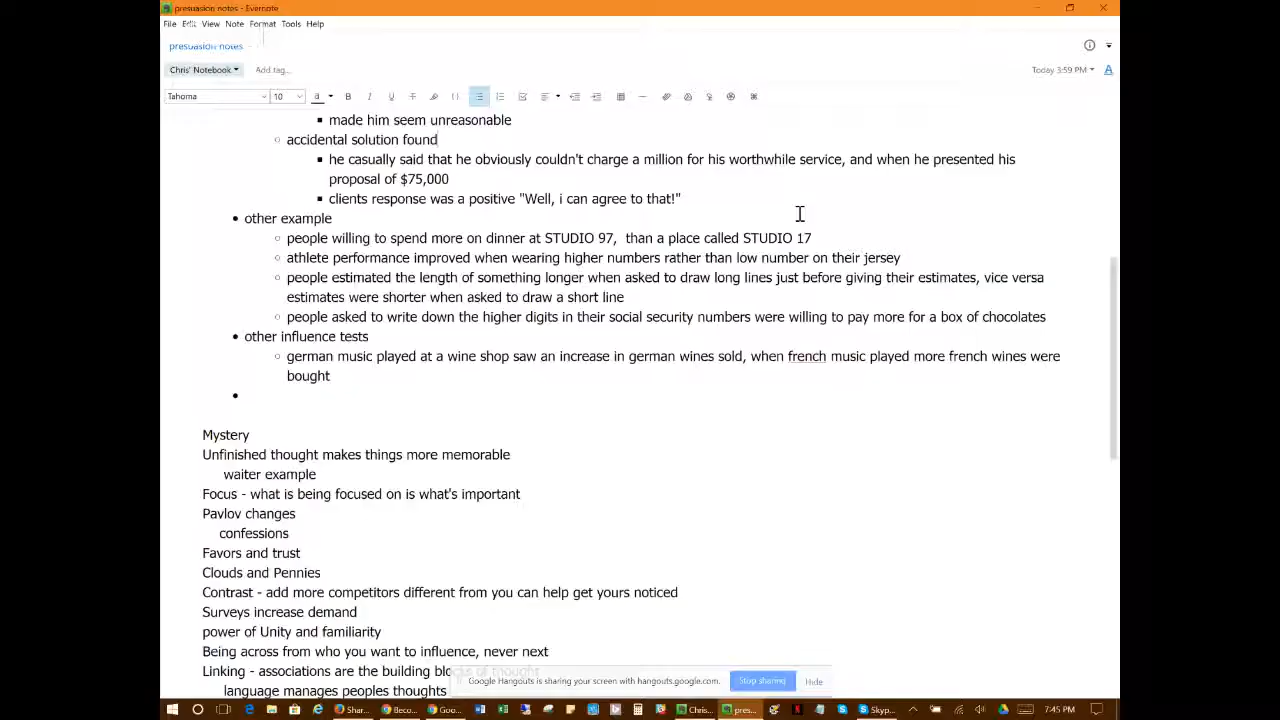 presuasion notes - Evernote
File Edit View Note Format Tools Help
presuasion notes
Chris' Notebook Add tag... Today 3:59 PM
Tahoma 10 a B I U T
made him seem unreasonable
accidental solution found
he casually said that he obviously couldn't charge a million for his worthwhile service, and when he presented his
proposal of $75,000
clients response was a positive "Well, i can agree to that!"
other example
people willing to spend more on dinner at STUDIO 97, than a place called STUDIO 17
athlete performance improved when wearing higher numbers rather than low number on their jersey
people estimated the length of something longer when asked to draw long lines just before giving their estimates, vice versa
estimates were shorter when asked to draw a short line
people asked to write down the higher digits in their social security numbers were willing to pay more for a box of chocolates
other influence tests
german music played at a wine shop saw an increase in german wines sold, when french music played more french wines were
bought
Mystery
Unfinished thought makes things more memorable
waiter example
Focus - what is being focused on is what's important
Pavlov changes
confessions
Favors and trust
Clouds and Pennies
Contrast - add more competitors different from you can help get yours noticed
Surveys increase demand
power of Unity and familiarity
Being across from who you want to influence, never next
Linking - associations are the building blocks of thought
language manages peoples thoughts
Google Hangouts is sharing your screen with hangouts.google.com. Stop sharing Hide
Shar... Beco... Goo... Chris... pres... Skyp... 7:45 PM